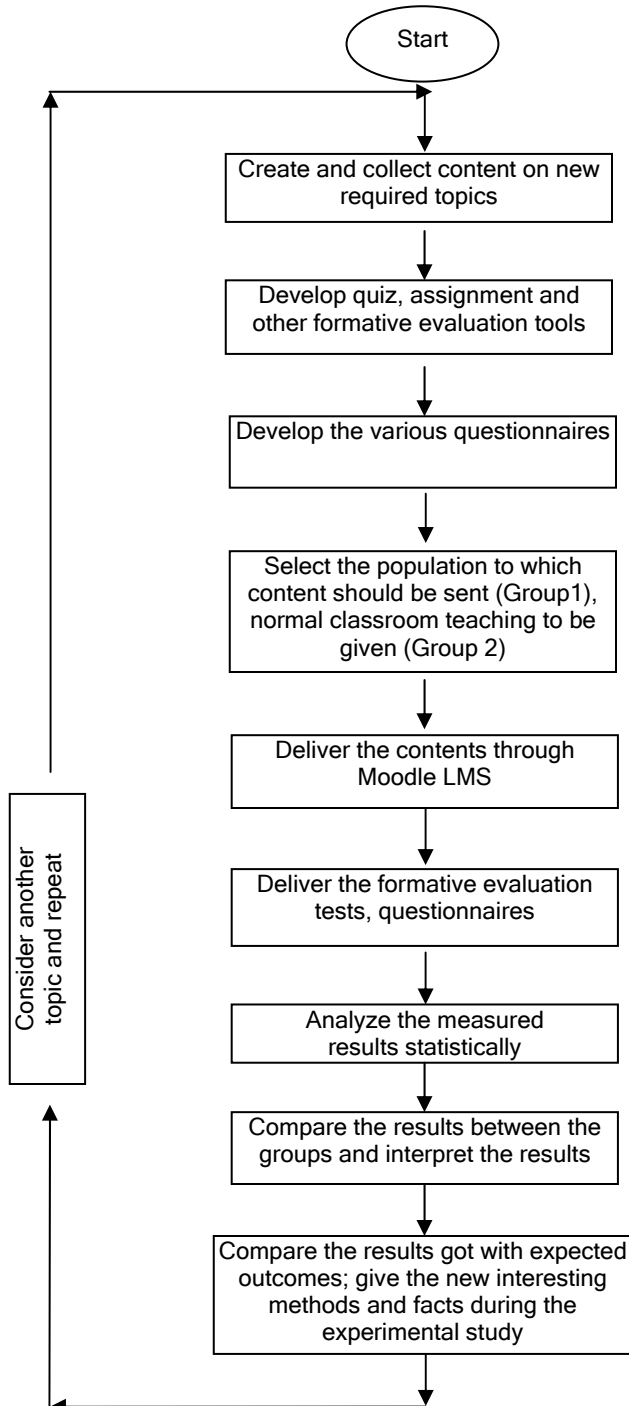 Start
Create and collect content on new
required topics
Develop quiz, assignment and
other formative evaluation tools
Develop the various questionnaires
Select the population to which
content should be sent (Group1),
normal classroom teaching to be
given (Group 2)
Deliver the contents through
Moodle LMS
Deliver the formative evaluation
tests, questionnaires
Analyze the measured
results statistically
Compare the results between the
groups and interpret the results
Compare the results got with expected
outcomes; give the new interesting
methods and facts during the
experimental study
Consider another
topic and repeat